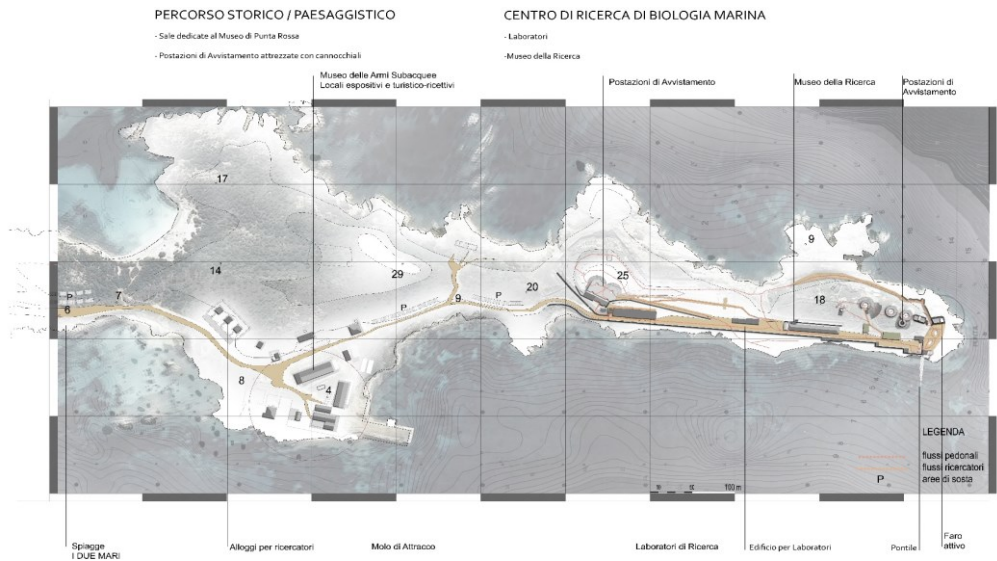 PERCORSO STORICO / PAESAGGISTICO
- Sale dedicate al Museo di Punta Rossa
- Postazioni di Avvistamento attrezzate con cannocchiali
CENTRO DI RICERCA DI BIOLOGIA MARINA
- Laboratori
-Museo della Ricerca
Museo delle Armi Subacquee
Locali espositivi e turistico-ricettivi
Postazioni di Avvistamento
Museo della Ricerca
Postazioni di
Avvistamento
17
9
14
29
25
20
18
P
7
6
P
9
P
8
4
LEGENDA
flussi pedonali
flussi ricercatori
P aree di sosta
100 m
Spiagge
I DUE MARI
Alloggi per ricercatori
Molo di Attracco
Laboratori di Ricerca
Edificio per Laboratori
Pontile
Faro
attivo